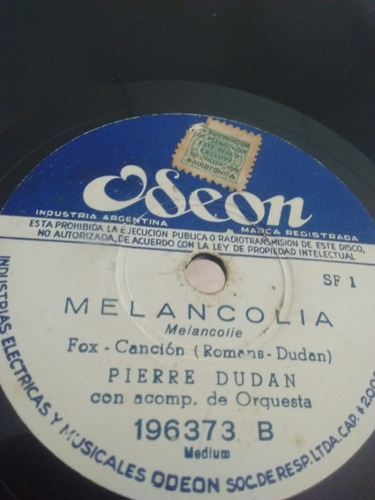 Odeon
INDUSTRIA ARGENTINA MARCA REGISTRADA
ESTA PROHIBIDA LA EJECUCION PUBLICA O RADIOTRANSMISION DE ESTE DISCO,
NO AUTORIZADA, DE ACUERDO CON LA LEY DE PROPIEDAD INTELECTUAL
SF 1
MELANCOLIA
Melancolie
Fox - Canción (Romans - Dudan)
PIERRE DUDAN
con acomp. de Orquesta
196373 B
Medium
INDUSTRIAS ELECTRICAS Y MUSICALES ODEON SOC. DE RESP. LTDA. CAP.